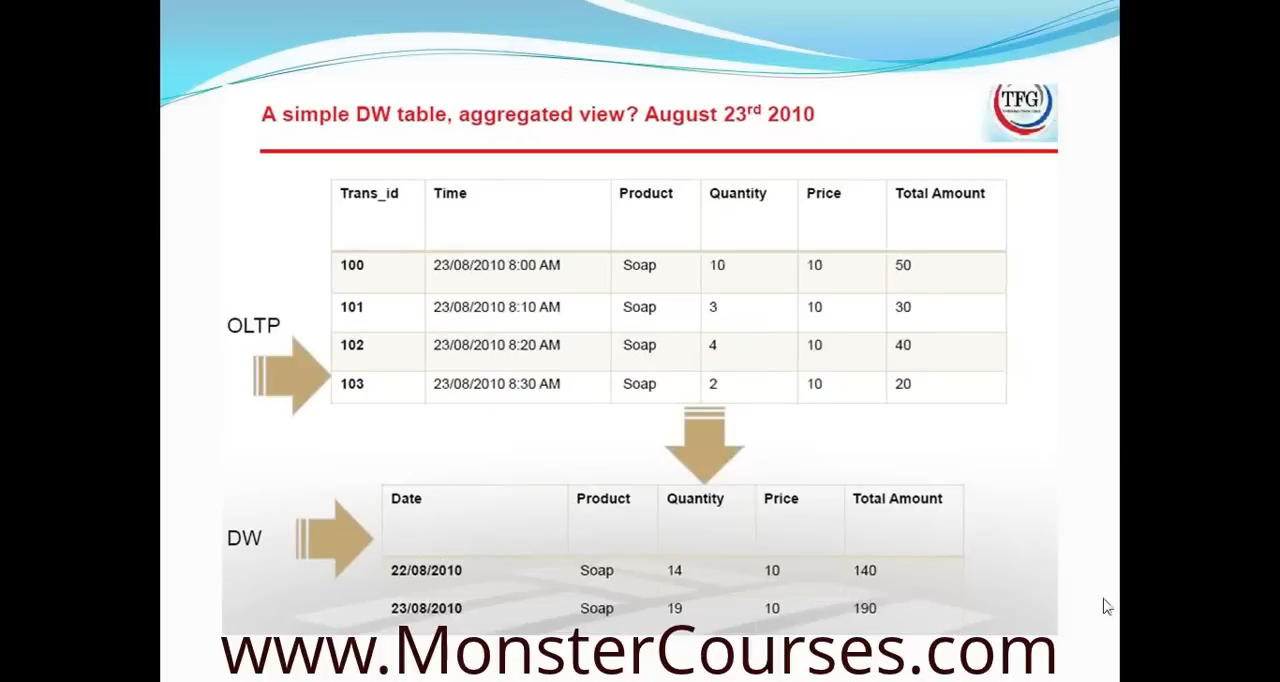 A simple DW table, aggregated view? August 23rd 2010
TFG
Trans_id Time Product Quantity Price Total Amount
100 23/08/2010 8:00 AM Soap 10 10 50
101 23/08/2010 8:10 AM Soap 3 10 30
OLTP
102 23/08/2010 8:20 AM Soap 4 10 40
103 23/08/2010 8:30 AM Soap 2 10 20
Date Product Quantity Price Total Amount
DW
22/08/2010 Soap 14 10 140
23/08/2010 Soap 19 10 190
www.MonsterCourses.com